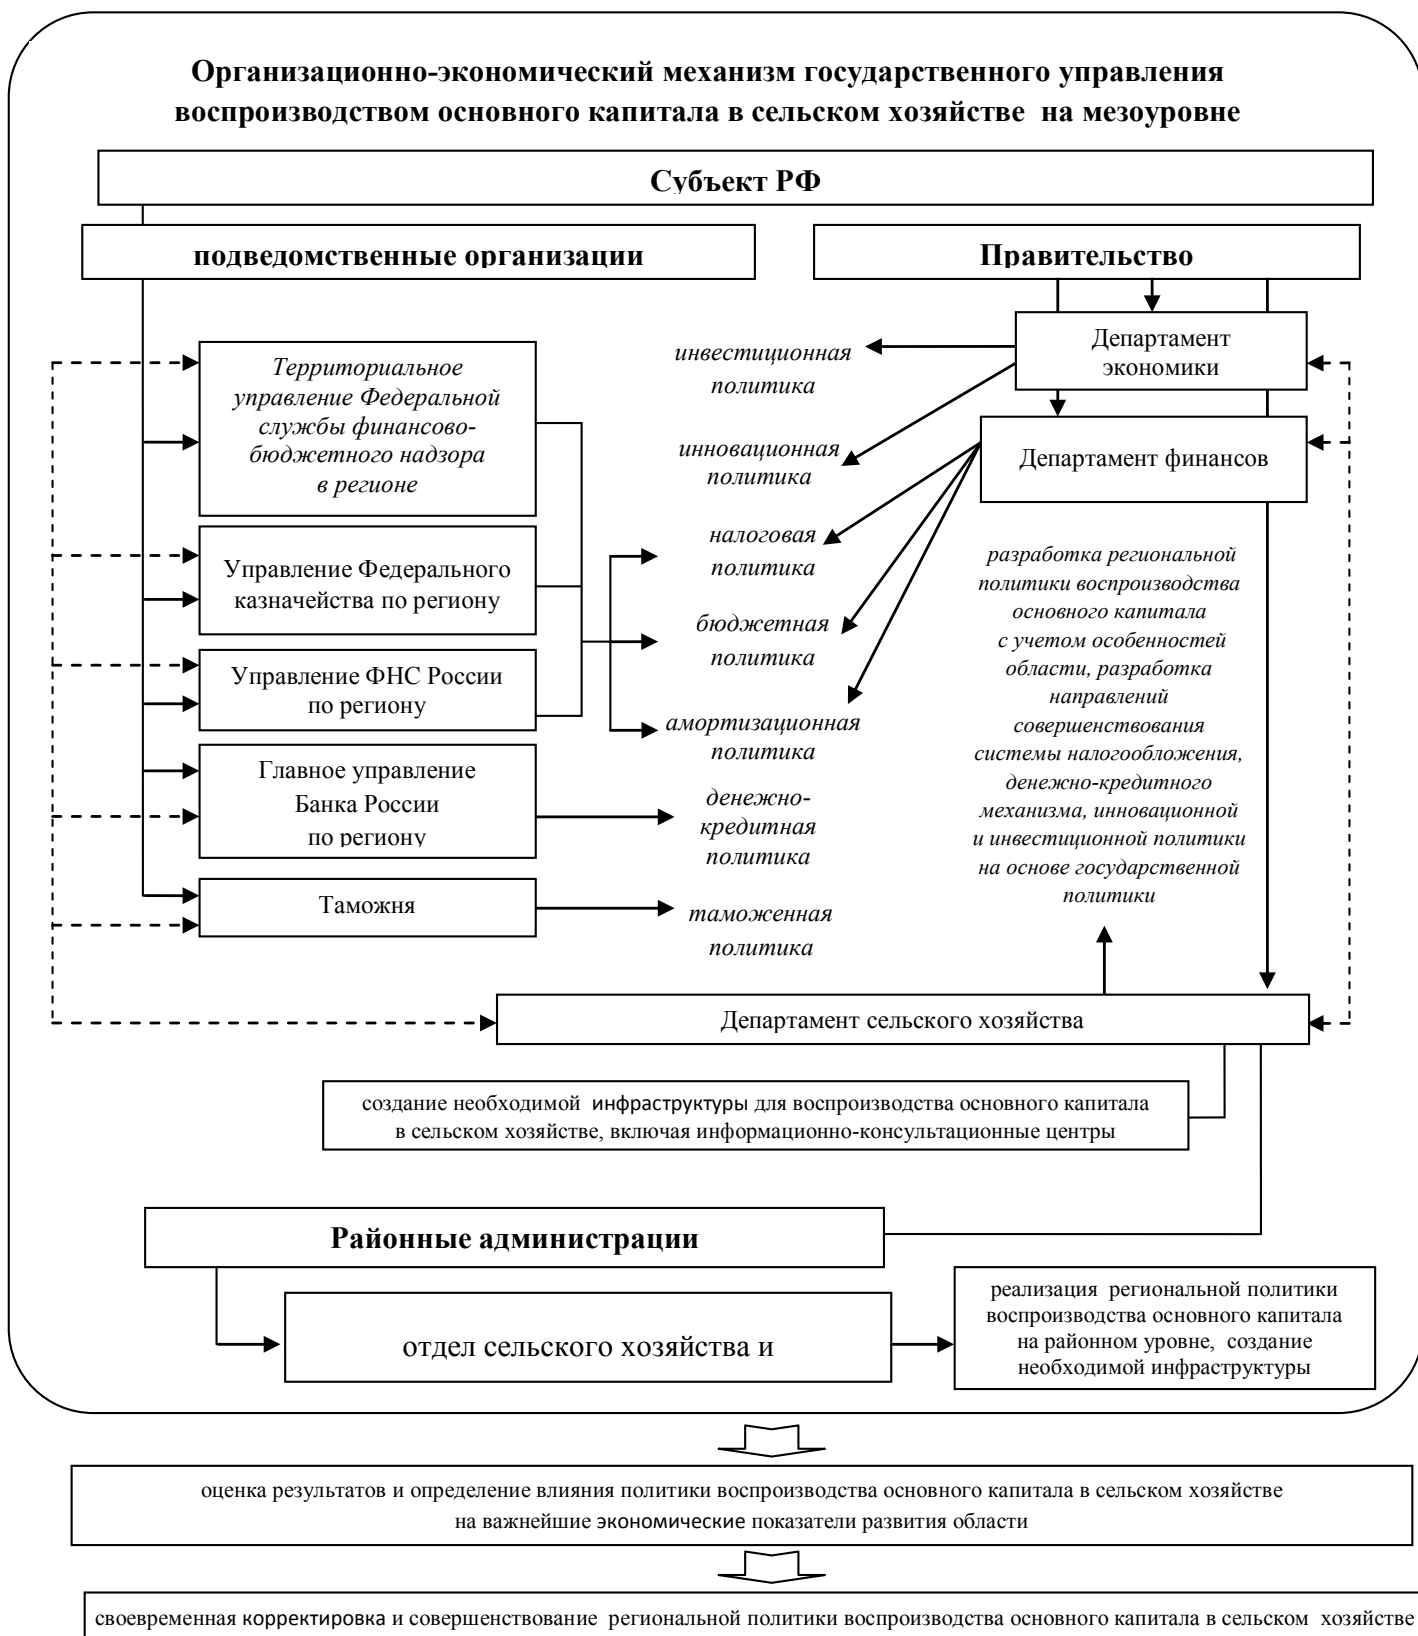 Организационно-экономический механизм государственного управления
воспроизводством основного капитала в сельском хозяйстве на мезоуровне
Субъект РФ
подведомственные организации
Правительство
Территориальное
управление Федеральной
службы финансово-
бюджетного надзора
в регионе
Управление Федерального
казначейства по региону
Управление ФНС России
по региону
Главное управление
Банка России
по региону
Таможня
инвестиционная
политика
инновационная
политика
налоговая
политика
бюджетная
политика
амортизационная
политика
денежно-
кредитная
политика
таможенная
политика
Департамент
экономики
Департамент финансов
разработка региональной
политики воспроизводства
основного капитала
с учетом особенностей
области, разработка
направлений
совершенствования
системы налогообложения,
денежно-кредитного
механизма, инновационной
и инвестиционной политики
на основе государственной
политики
Департамент сельского хозяйства
создание необходимой инфраструктуры для воспроизводства основного капитала
в сельском хозяйстве, включая информационно-консультационные центры
Районные администрации
отдел сельского хозяйства и
реализация региональной политики
воспроизводства основного капитала
на районном уровне, создание
необходимой инфраструктуры
оценка результатов и определение влияния политики воспроизводства основного капитала в сельском хозяйстве
на важнейшие экономические показатели развития области
своевременная корректировка и совершенствование региональной политики воспроизводства основного капитала в сельском хозяйстве